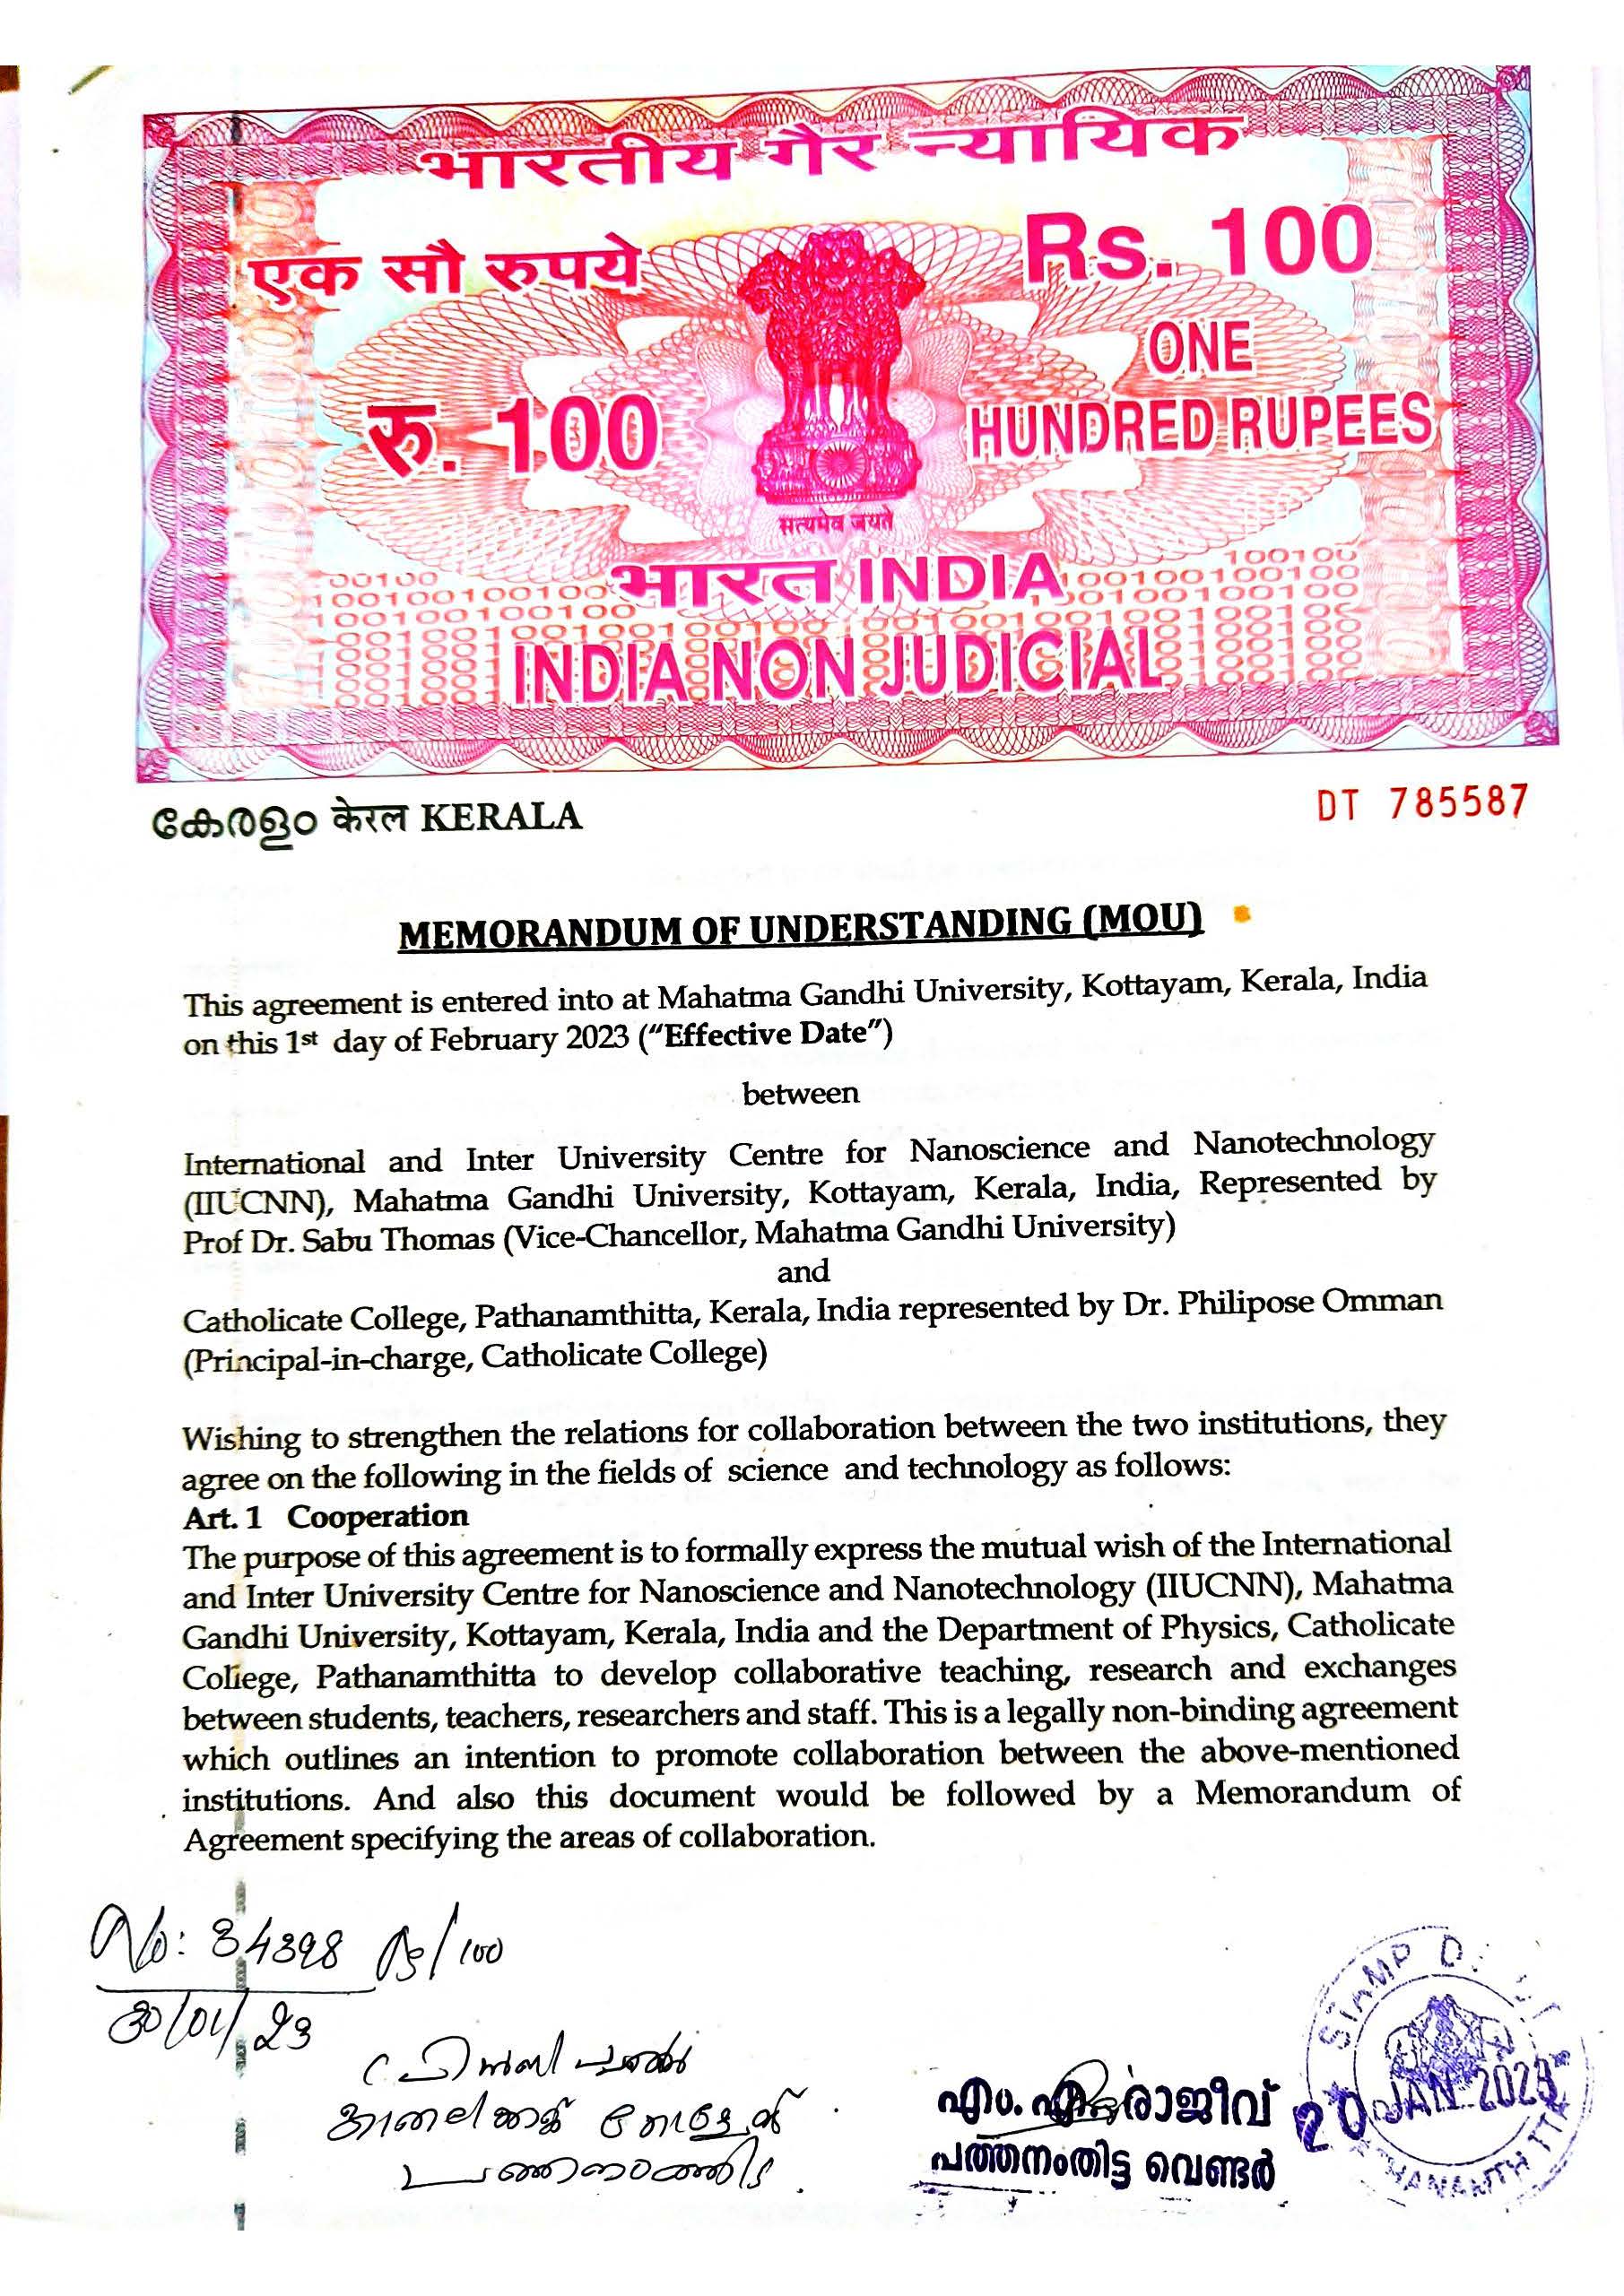 भारतीय गैर न्यायिक
एक सौ रुपये
Rs. 100
रु. 100
ONE
HUNDRED RUPEES
सत्यमेव जयते
भारत INDIA
INDIA NON JUDICIAL
കേരളം केरल KERALA
DT 785587
MEMORANDUM OF UNDERSTANDING (MOU)
This agreement is entered into at Mahatma Gandhi University, Kottayam, Kerala, India
on this 1st day of February 2023 (“Effective Date”)
between
International and Inter University Centre for Nanoscience and Nanotechnology
(IIUCNN), Mahatma Gandhi University, Kottayam, Kerala, India, Represented by
Prof Dr. Sabu Thomas (Vice-Chancellor, Mahatma Gandhi University)
and
Catholicate College, Pathanamthitta, Kerala, India represented by Dr. Philipose Omman
(Principal-in-charge, Catholicate College)
Wishing to strengthen the relations for collaboration between the two institutions, they
agree on the following in the fields of science and technology as follows:
Art. 1 Cooperation
The purpose of this agreement is to formally express the mutual wish of the International
and Inter University Centre for Nanoscience and Nanotechnology (IIUCNN), Mahatma
Gandhi University, Kottayam, Kerala, India and the Department of Physics, Catholicate
College, Pathanamthitta to develop collaborative teaching, research and exchanges
between students, teachers, researchers and staff. This is a legally non-binding agreement
which outlines an intention to promote collaboration between the above-mentioned
institutions. And also this document would be followed by a Memorandum of
Agreement specifying the areas of collaboration.
No: 34398 Rs/100
30/01/23
പ്രിൻസിപ്പൽ
പത്തനംതിട്ട
എം. എ. രാജീവ്
പത്തനംതിട്ട വെണ്ടർ
STAMP
20 JAN 2023